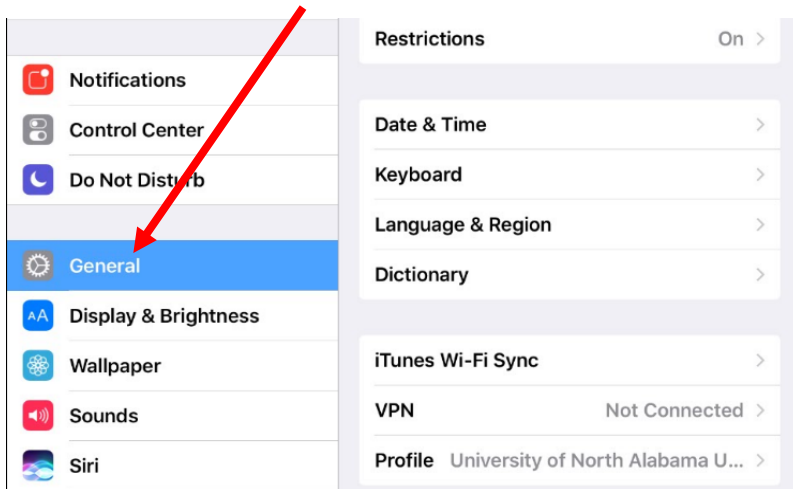 Notifications
Control Center
Do Not Disturb
General
AA Display & Brightness
Wallpaper
Sounds
Siri
Restrictions On
Date & Time
Keyboard
Language & Region
Dictionary
iTunes Wi-Fi Sync
VPN Not Connected
Profile University of North Alabama U...